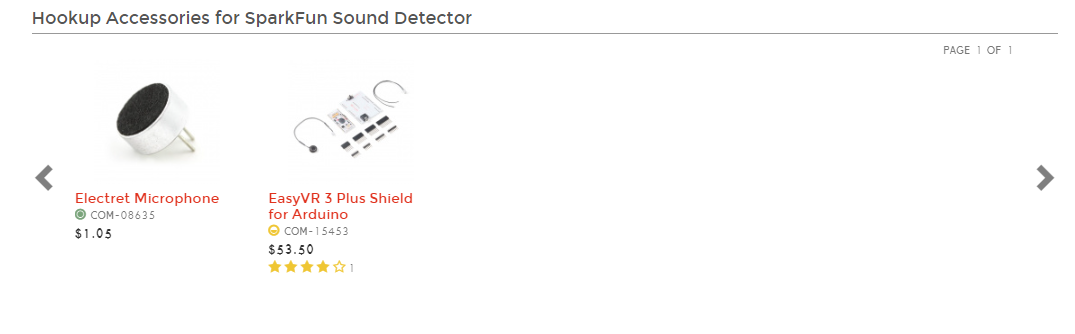 Hookup Accessories for SparkFun Sound Detector
PAGE 1 OF 1
Electret Microphone
COM-08635
$1.05
EasyVR 3 Plus Shield
for Arduino
COM-15453
$53.50
1